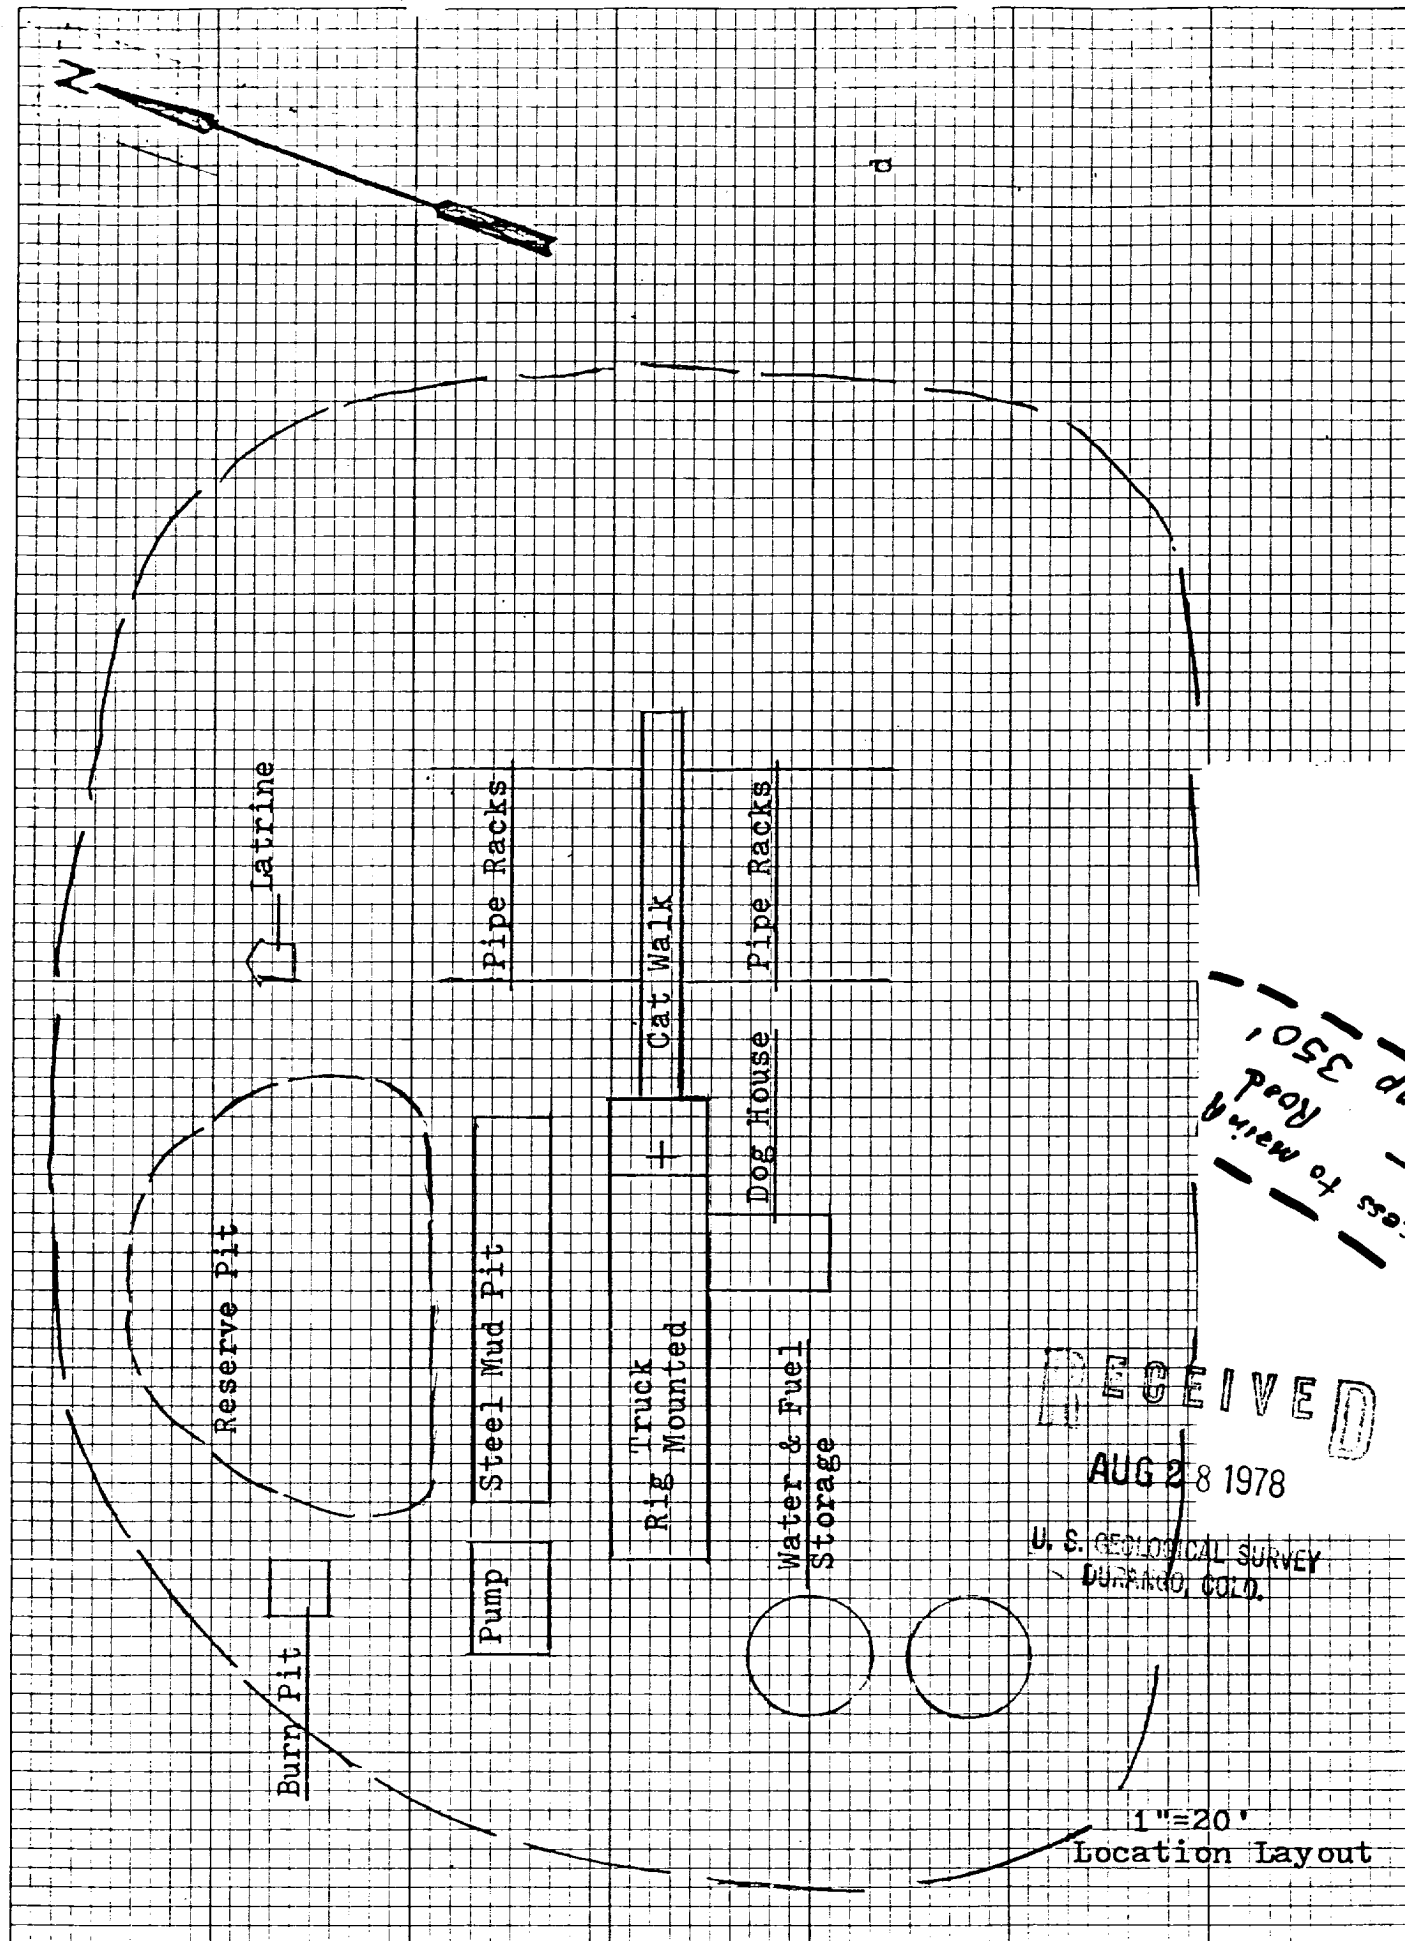 N
d
Latrine
Pipe Racks
Cat Walk
Pipe Racks
Dog House
350'
to main
Road
Reserve Pit
Steel Mud Pit
Truck
Rig Mounted
Water & Fuel
Storage
RECEIVED
AUG 28 1978
U. S. GEOLOGICAL SURVEY
DURANGO, COLO.
Pump
Burn Pit
1"=20'
Location Layout